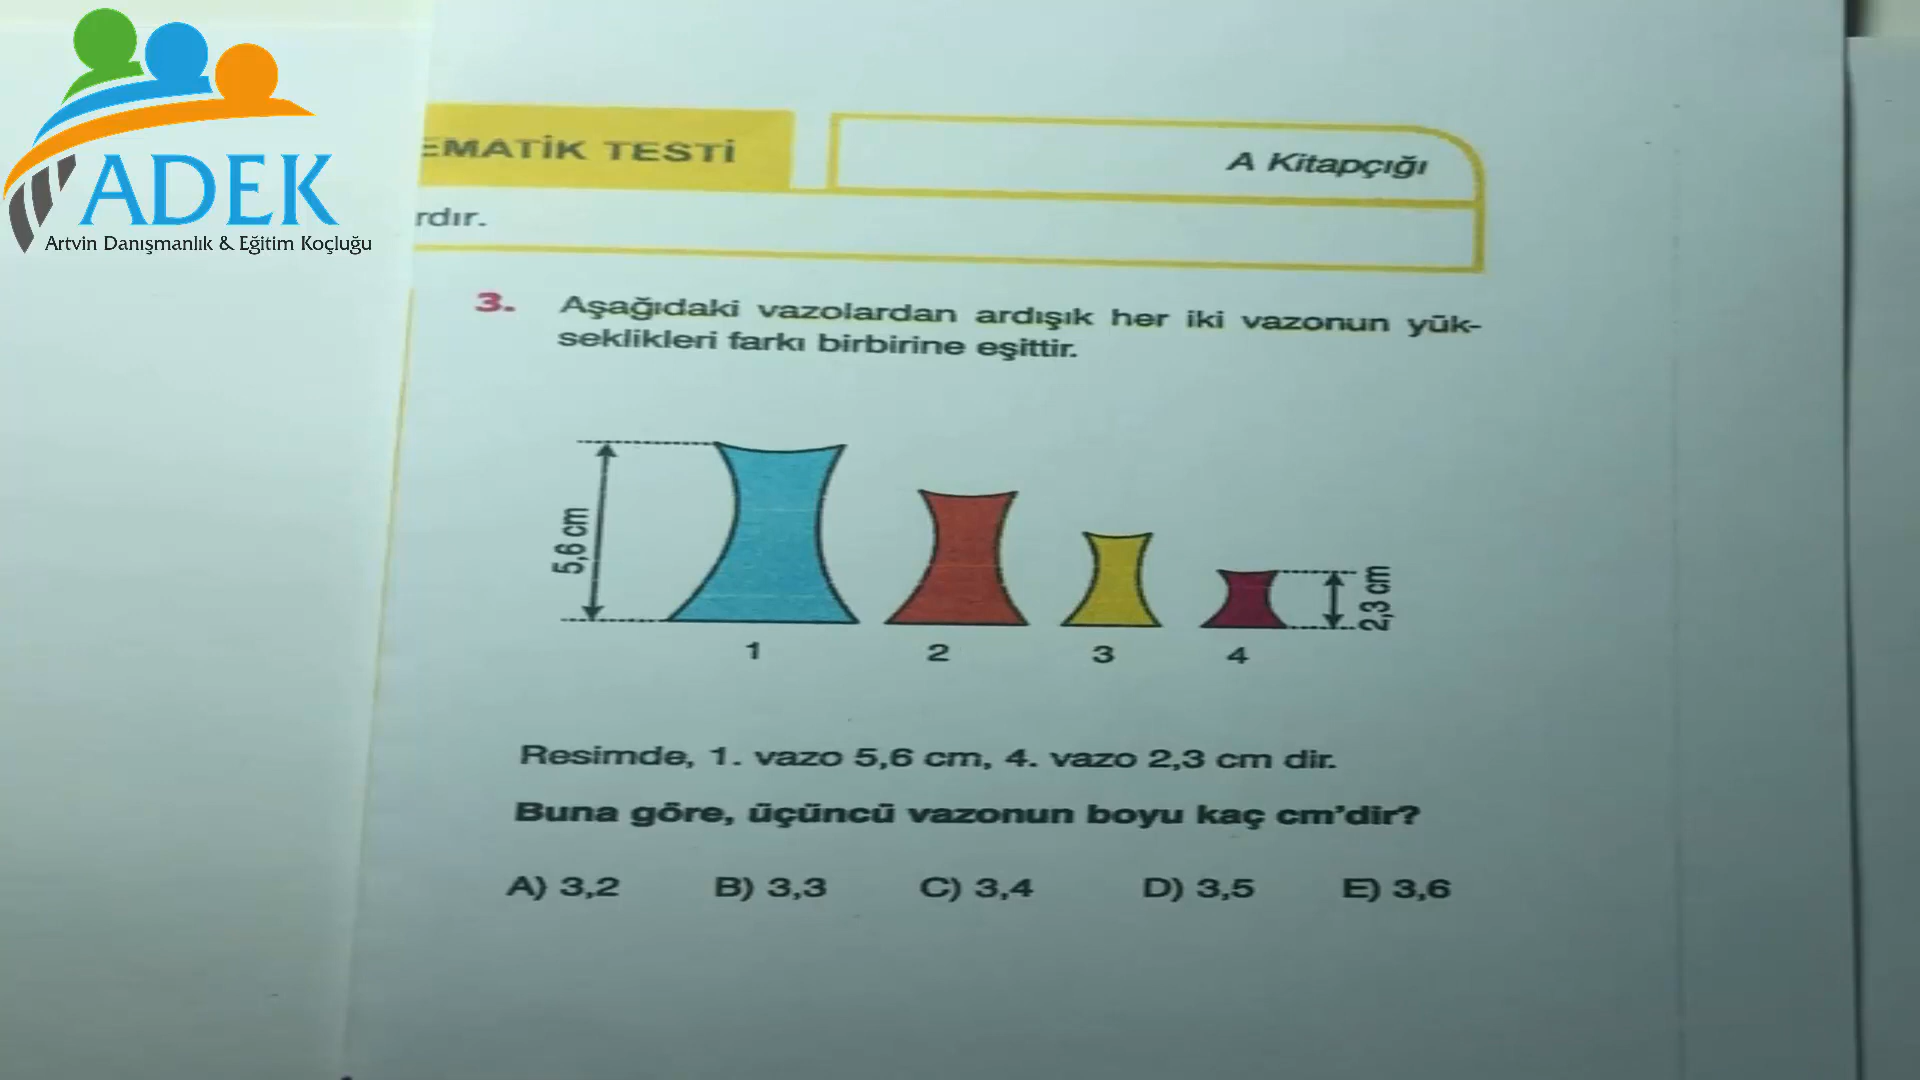 ADEK
Artvin Danışmanlık & Eğitim Koçluğu
EMATİK TESTİ
A Kitapçığı
rdır.
3. Aşağıdaki vazolardan ardışık her iki vazonun yük-
seklikleri farkı birbirine eşittir.
5,6 cm
2,3 cm
1 2 3 4
Resimde, 1. vazo 5,6 cm, 4. vazo 2,3 cm dir.
Buna göre, üçüncü vazonun boyu kaç cm'dir?
A) 3,2 B) 3,3 C) 3,4 D) 3,5 E) 3,6